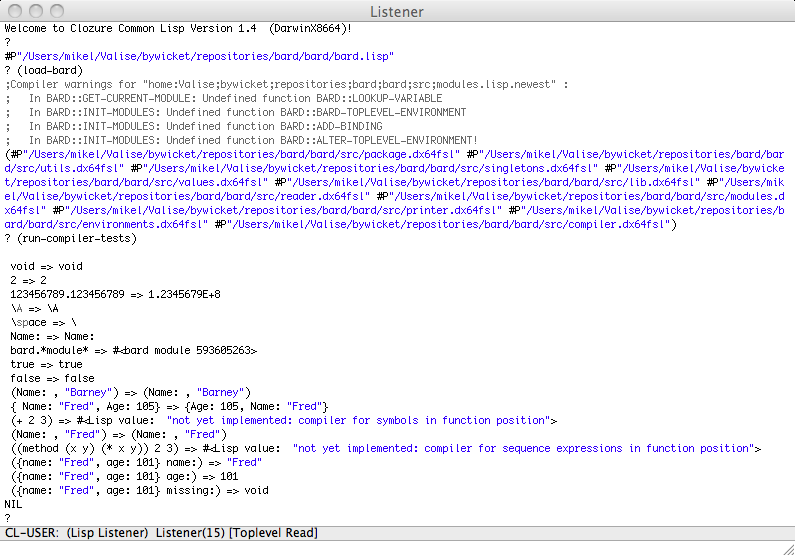 Listener
Welcome to Clozure Common Lisp Version 1.4  (DarwinX8664)!
?
#P"/Users/mikel/Valise/bywicket/repositories/bard/bard/bard.lisp"
? (load-bard)
;Compiler warnings for "home:Valise;bywicket;repositories;bard;bard;src;modules.lisp.newest" :
;   In BARD::GET-CURRENT-MODULE: Undefined function BARD::LOOKUP-VARIABLE
;   In BARD::INIT-MODULES: Undefined function BARD::BARD-TOPLEVEL-ENVIRONMENT
;   In BARD::INIT-MODULES: Undefined function BARD::ADD-BINDING
;   In BARD::INIT-MODULES: Undefined function BARD::ALTER-TOPLEVEL-ENVIRONMENT!
(#P"/Users/mikel/Valise/bywicket/repositories/bard/bard/src/package.dx64fsl" #P"/Users/mikel/Valise/bywicket/repositories/bard/bar
d/src/utils.dx64fsl" #P"/Users/mikel/Valise/bywicket/repositories/bard/bard/src/singletons.dx64fsl" #P"/Users/mikel/Valise/bywicke
t/repositories/bard/bard/src/values.dx64fsl" #P"/Users/mikel/Valise/bywicket/repositories/bard/bard/src/lib.dx64fsl" #P"/Users/mik
el/Valise/bywicket/repositories/bard/bard/src/reader.dx64fsl" #P"/Users/mikel/Valise/bywicket/repositories/bard/bard/src/modules.d
x64fsl" #P"/Users/mikel/Valise/bywicket/repositories/bard/bard/src/printer.dx64fsl" #P"/Users/mikel/Valise/bywicket/repositories/b
ard/bard/src/environments.dx64fsl" #P"/Users/mikel/Valise/bywicket/repositories/bard/bard/src/compiler.dx64fsl")
? (run-compiler-tests)
void => void
2 => 2
123456789.123456789 => 1.2345679E+8
\A => \A
\space => \
Name: => Name:
bard.*module* => #<bard module 593605263>
true => true
false => false
(Name: , "Barney") => (Name: , "Barney")
{ Name: "Fred", Age: 105} => {Age: 105, Name: "Fred"}
(+ 2 3) => #<Lisp value:  "not yet implemented: compiler for symbols in function position">
(Name: , "Fred") => (Name: , "Fred")
((method (x y) (* x y)) 2 3) => #<Lisp value:  "not yet implemented: compiler for sequence expressions in function position">
({name: "Fred", age: 101} name:) => "Fred"
({name: "Fred", age: 101} age:) => 101
({name: "Fred", age: 101} missing:) => void
NIL
?
CL-USER:  (Lisp Listener)  Listener(15) [Toplevel Read]